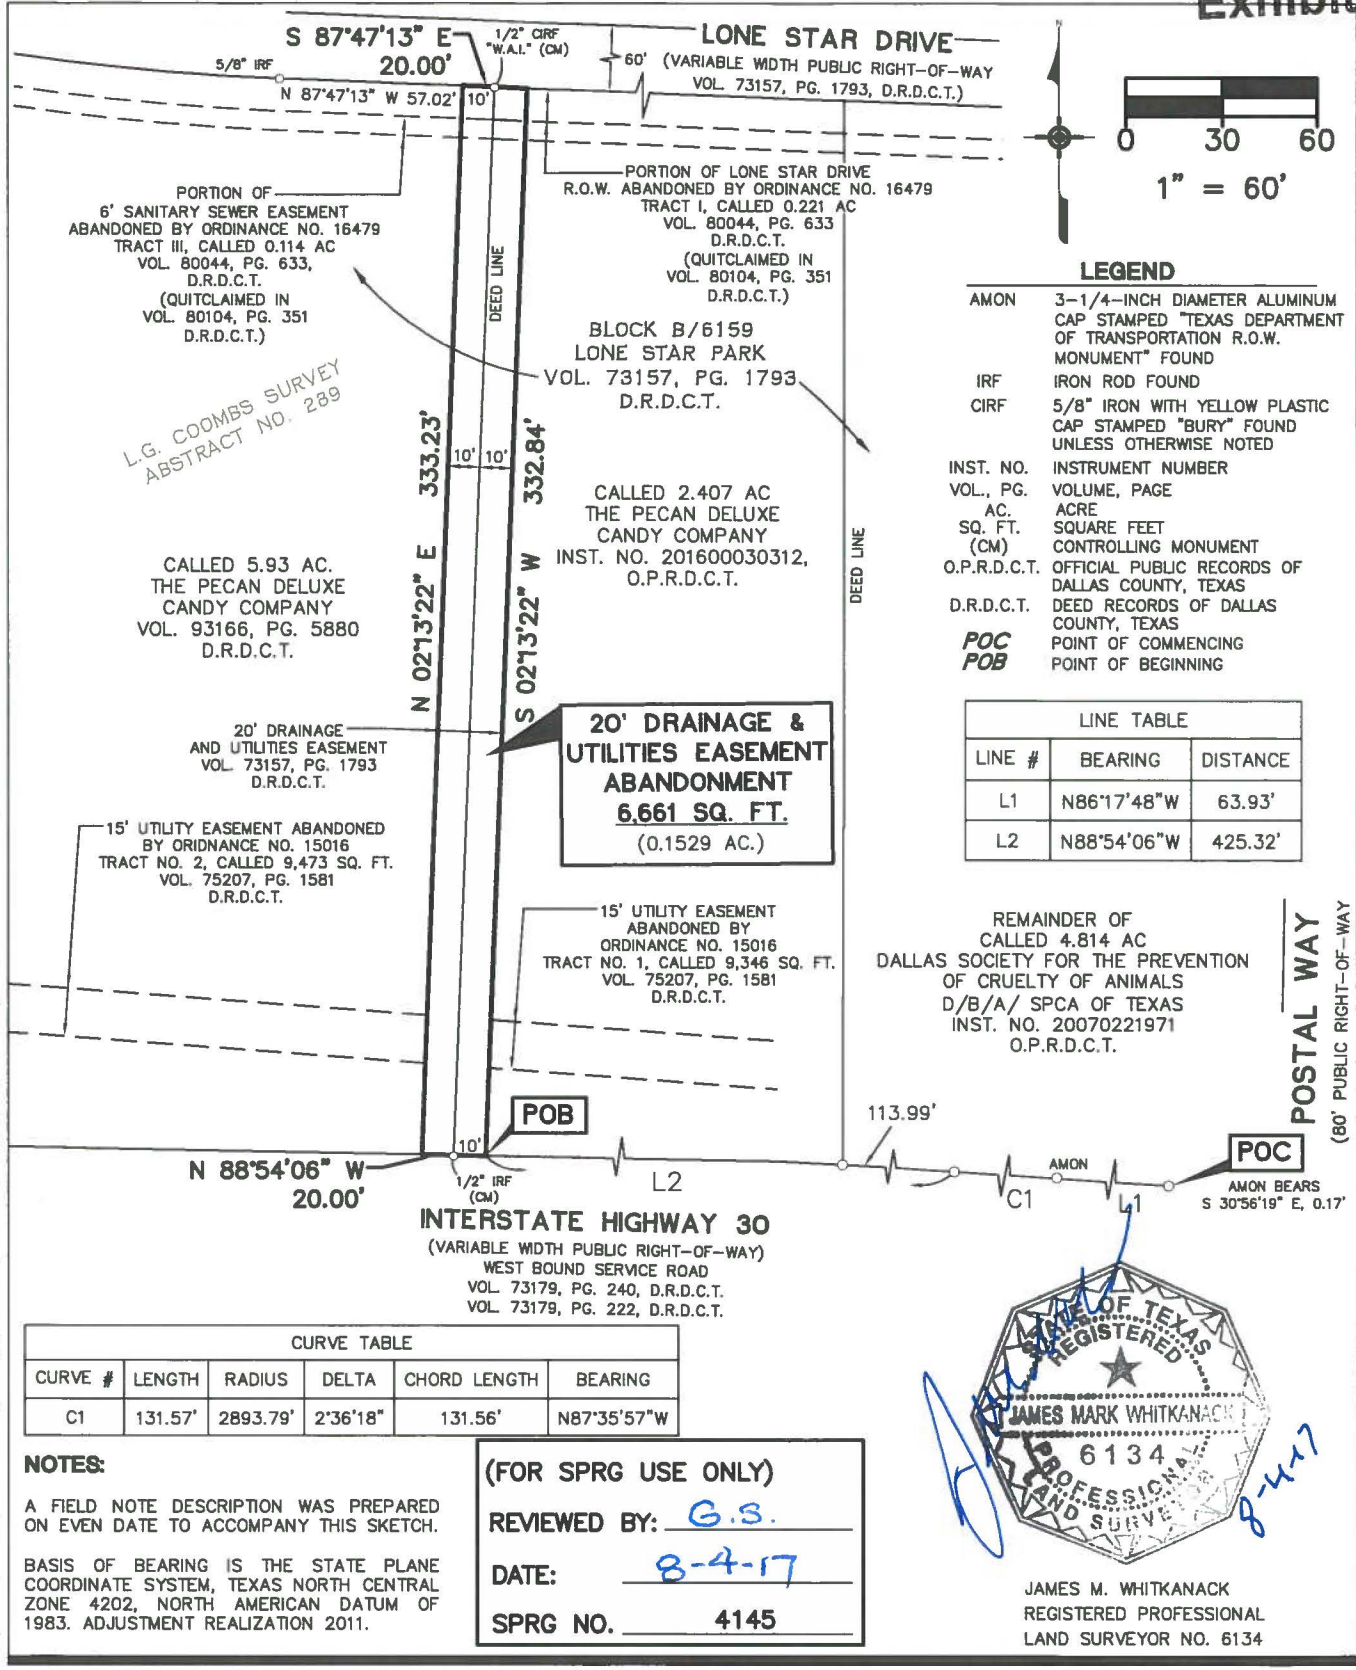 Exhibit
S 87°47'13" E
20.00'
1/2" CIRF
"W.A.I." (CM)
5/8" IRF
N 87°47'13" W 57.02'
10'
60'
LONE STAR DRIVE
(VARIABLE WIDTH PUBLIC RIGHT-OF-WAY
VOL. 73157, PG. 1793, D.R.D.C.T.)
N
0 30 60
1" = 60'
PORTION OF
6' SANITARY SEWER EASEMENT
ABANDONED BY ORDINANCE NO. 16479
TRACT III, CALLED 0.114 AC
VOL. 80044, PG. 633,
D.R.D.C.T.
(QUITCLAIMED IN
VOL. 80104, PG. 351
D.R.D.C.T.)
PORTION OF LONE STAR DRIVE
R.O.W. ABANDONED BY ORDINANCE NO. 16479
TRACT I, CALLED 0.221 AC
VOL. 80044, PG. 633
D.R.D.C.T.
(QUITCLAIMED IN
VOL. 80104, PG. 351
D.R.D.C.T.)
DEED LINE
BLOCK B/6159
LONE STAR PARK
VOL. 73157, PG. 1793
D.R.D.C.T.
L.G. COOMBS SURVEY
ABSTRACT NO. 289
N 02°13'22" E 333.23'
10' 10'
S 02°13'22" W 332.84'
CALLED 2.407 AC
THE PECAN DELUXE
CANDY COMPANY
INST. NO. 201600030312,
O.P.R.D.C.T.
DEED LINE
CALLED 5.93 AC.
THE PECAN DELUXE
CANDY COMPANY
VOL. 93166, PG. 5880
D.R.D.C.T.
20' DRAINAGE
AND UTILITIES EASEMENT
VOL. 73157, PG. 1793
D.R.D.C.T.
20' DRAINAGE &
UTILITIES EASEMENT
ABANDONMENT
6,661 SQ. FT.
(0.1529 AC.)
15' UTILITY EASEMENT ABANDONED
BY ORIDNANCE NO. 15016
TRACT NO. 2, CALLED 9,473 SQ. FT.
VOL. 75207, PG. 1581
D.R.D.C.T.
15' UTILITY EASEMENT
ABANDONED BY
ORDINANCE NO. 15016
TRACT NO. 1, CALLED 9,346 SQ. FT.
VOL. 75207, PG. 1581
D.R.D.C.T.
LEGEND
AMON 3-1/4-INCH DIAMETER ALUMINUM
CAP STAMPED "TEXAS DEPARTMENT
OF TRANSPORTATION R.O.W.
MONUMENT" FOUND
IRF IRON ROD FOUND
CIRF 5/8" IRON WITH YELLOW PLASTIC
CAP STAMPED "BURY" FOUND
UNLESS OTHERWISE NOTED
INST. NO. INSTRUMENT NUMBER
VOL., PG. VOLUME, PAGE
AC. ACRE
SQ. FT. SQUARE FEET
(CM) CONTROLLING MONUMENT
O.P.R.D.C.T. OFFICIAL PUBLIC RECORDS OF
DALLAS COUNTY, TEXAS
D.R.D.C.T. DEED RECORDS OF DALLAS
COUNTY, TEXAS
POC POINT OF COMMENCING
POB POINT OF BEGINNING
LINE TABLE
LINE # BEARING DISTANCE
L1 N86°17'48"W 63.93'
L2 N88°54'06"W 425.32'
REMAINDER OF
CALLED 4.814 AC
DALLAS SOCIETY FOR THE PREVENTION
OF CRUELTY OF ANIMALS
D/B/A/ SPCA OF TEXAS
INST. NO. 20070221971
O.P.R.D.C.T.
POSTAL WAY
(80' PUBLIC RIGHT-OF-WAY
POB
10'
N 88°54'06" W
20.00'
1/2" IRF
(CM)
L2
113.99'
C1
AMON
L1
POC
AMON BEARS
S 30°56'19" E, 0.17'
INTERSTATE HIGHWAY 30
(VARIABLE WIDTH PUBLIC RIGHT-OF-WAY)
WEST BOUND SERVICE ROAD
VOL. 73179, PG. 240, D.R.D.C.T.
VOL. 73179, PG. 222, D.R.D.C.T.
CURVE TABLE
CURVE # LENGTH RADIUS DELTA CHORD LENGTH BEARING
C1 131.57' 2893.79' 2°36'18" 131.56' N87°35'57"W
NOTES:
A FIELD NOTE DESCRIPTION WAS PREPARED
ON EVEN DATE TO ACCOMPANY THIS SKETCH.
BASIS OF BEARING IS THE STATE PLANE
COORDINATE SYSTEM, TEXAS NORTH CENTRAL
ZONE 4202, NORTH AMERICAN DATUM OF
1983. ADJUSTMENT REALIZATION 2011.
(FOR SPRG USE ONLY)
REVIEWED BY: G.S.
DATE: 8-4-17
SPRG NO. 4145
STATE OF TEXAS
REGISTERED
JAMES MARK WHITKANACK
6134
PROFESSIONAL
LAND SURVEYOR
8-4-17
JAMES M. WHITKANACK
REGISTERED PROFESSIONAL
LAND SURVEYOR NO. 6134